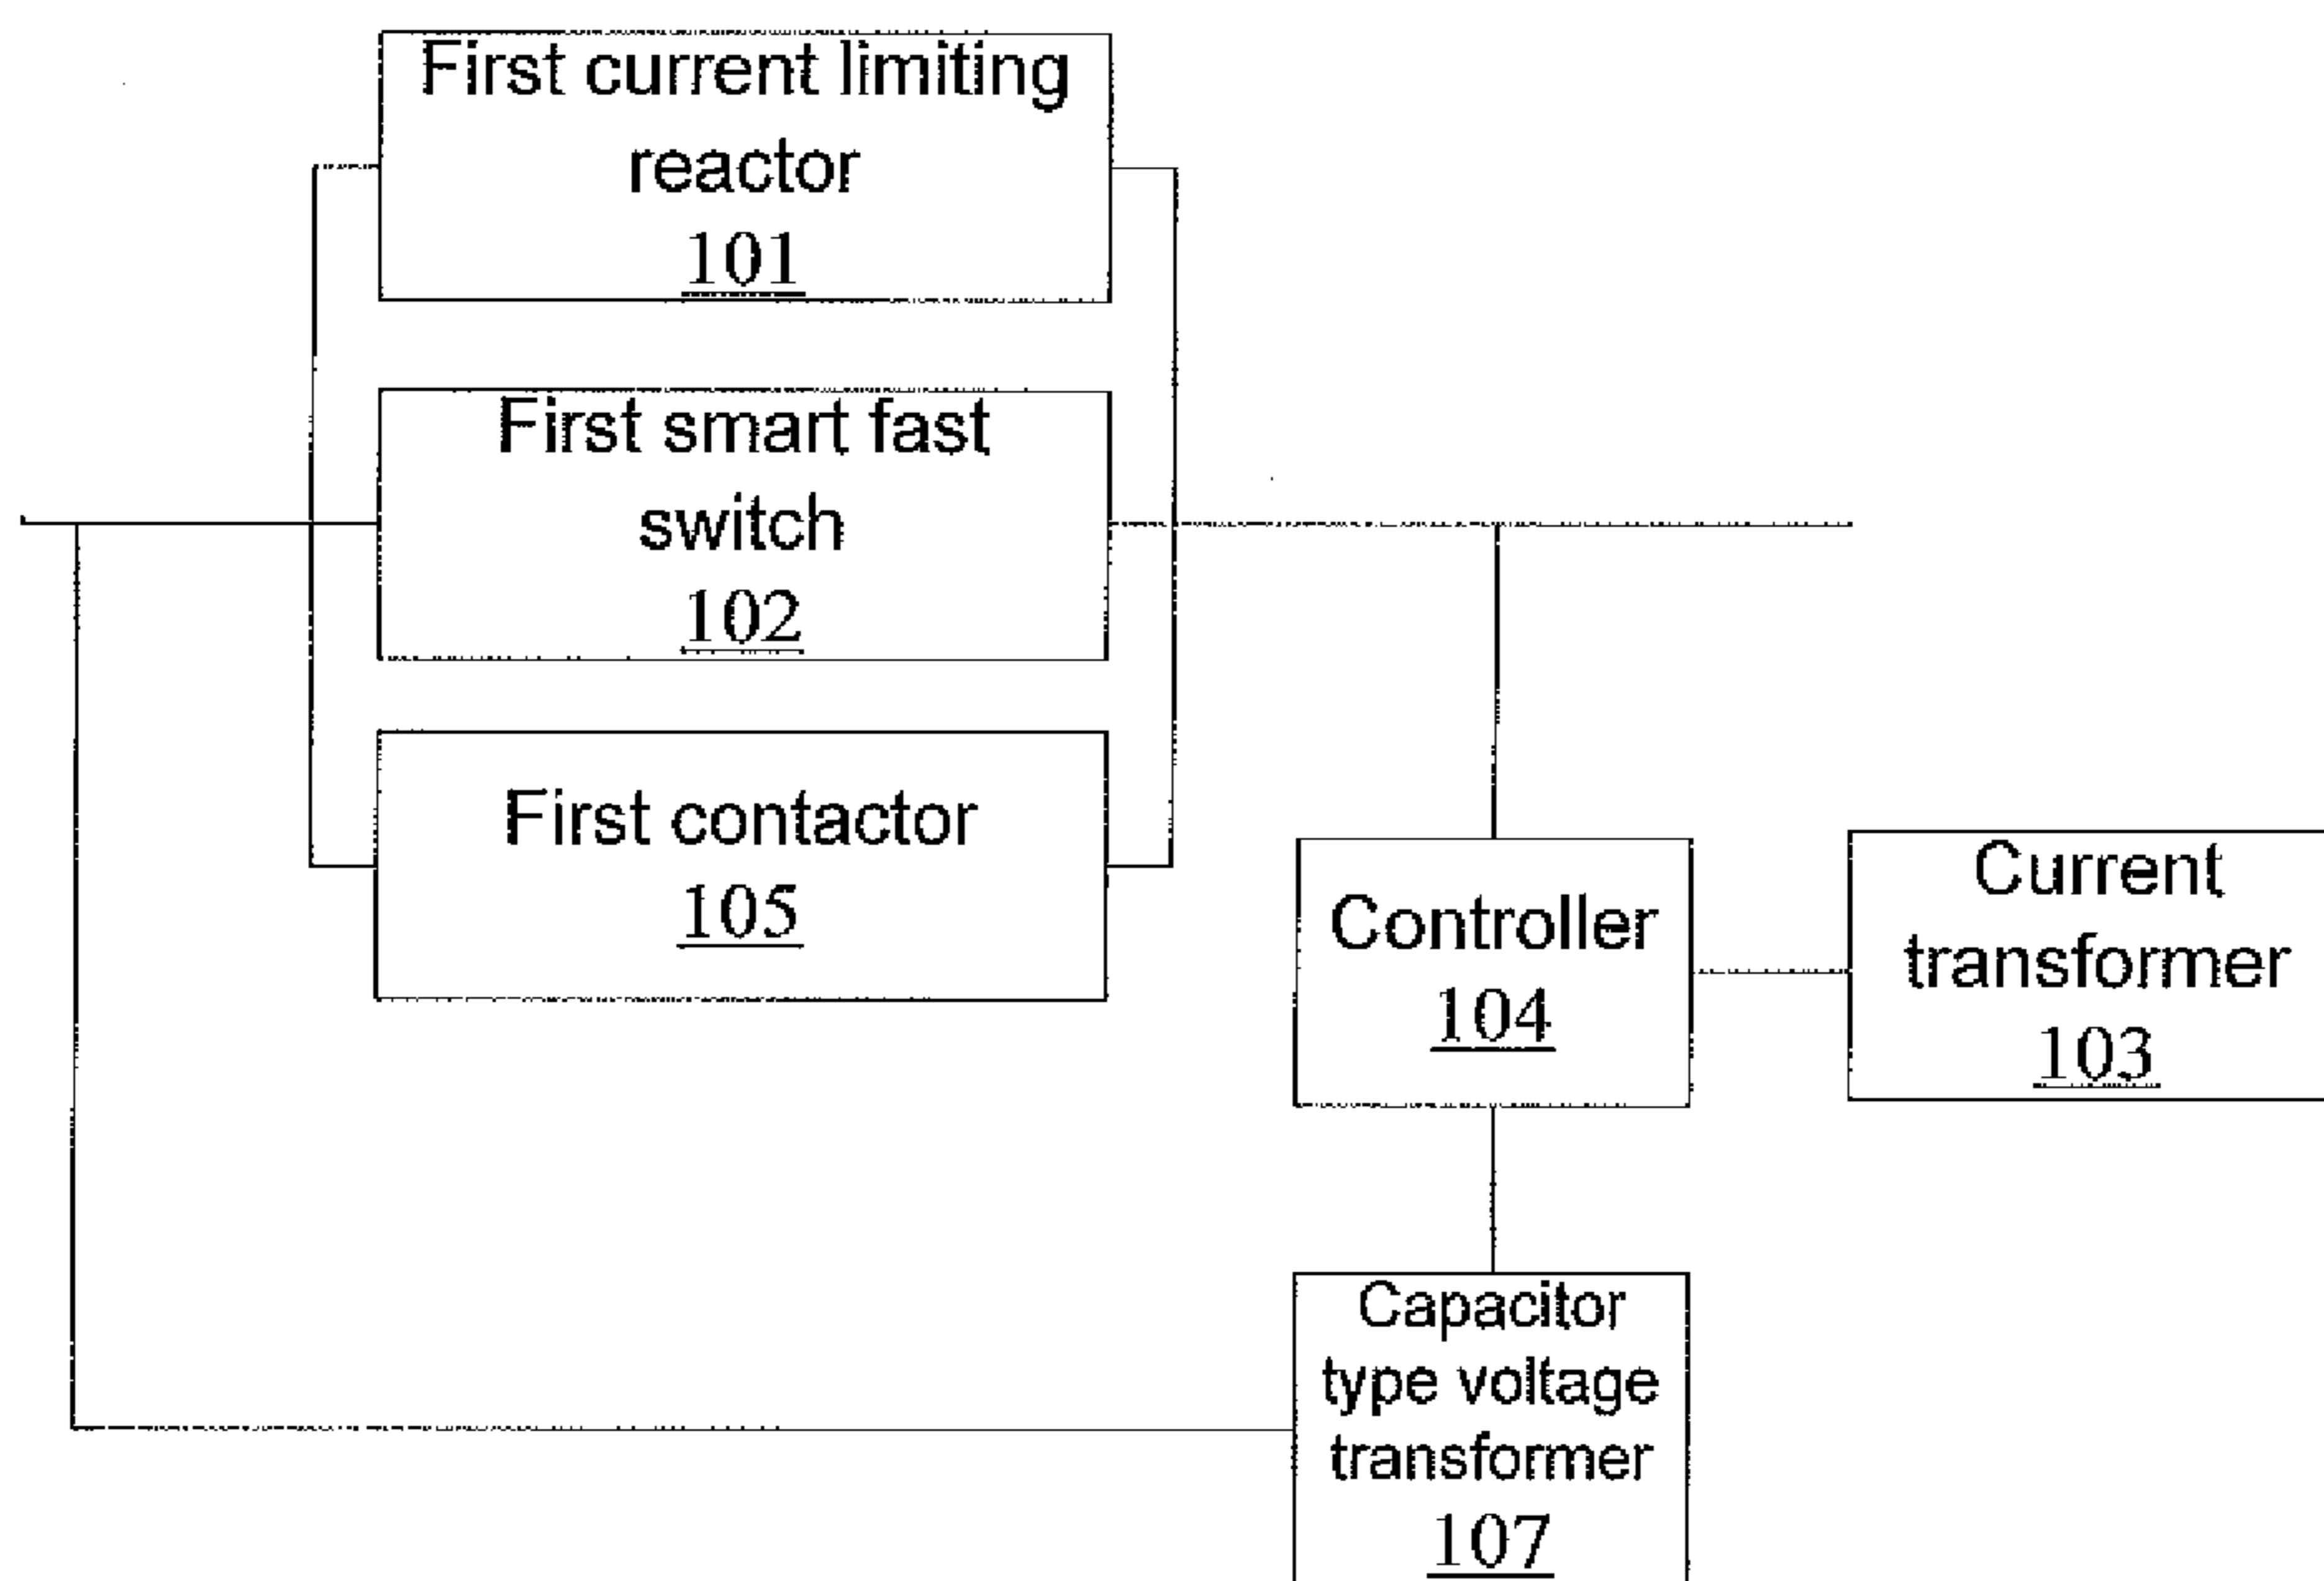 First current limiting
reactor
101
First smart fast
switch
102
First contactor
105
Controller
104
Current
transformer
103
Capacitor
type voltage
transformer
107